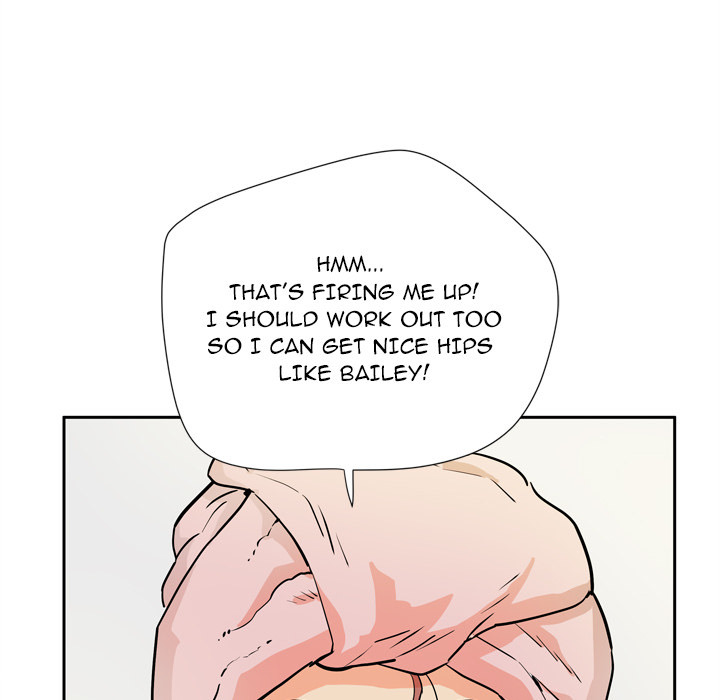 HMM...
THAT'S FIRING ME UP!
I SHOULD WORK OUT TOO
SO I CAN GET NICE HIPS
LIKE BAILEY!